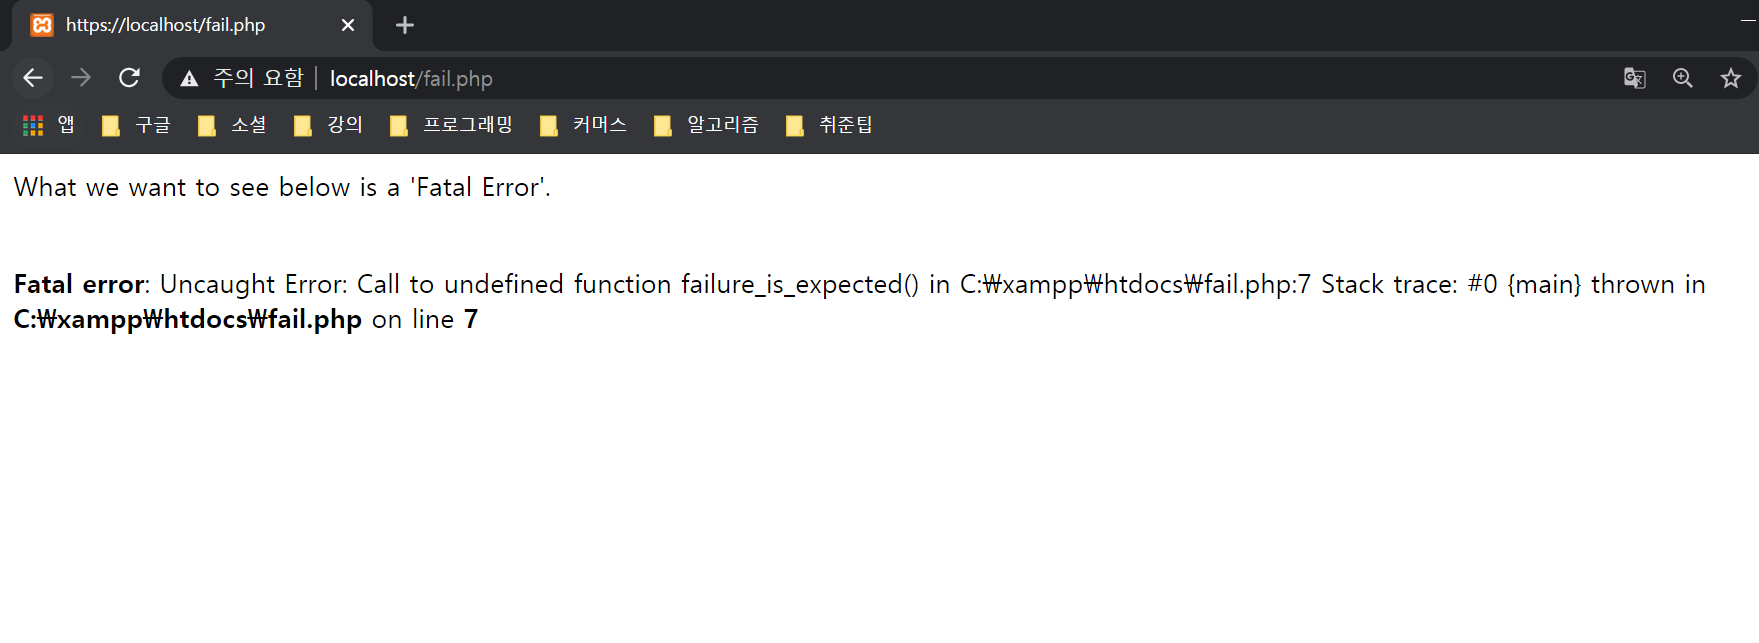 https://localhost/fail.php
주의 요함 localhost/fail.php
앱 구글 소셜 강의 프로그래밍 커머스 알고리즘 취준팁
What we want to see below is a 'Fatal Error'.
Fatal error: Uncaught Error: Call to undefined function failure_is_expected() in C:₩xampp₩htdocs₩fail.php:7 Stack trace: #0 {main} thrown in
C:₩xampp₩htdocs₩fail.php on line 7